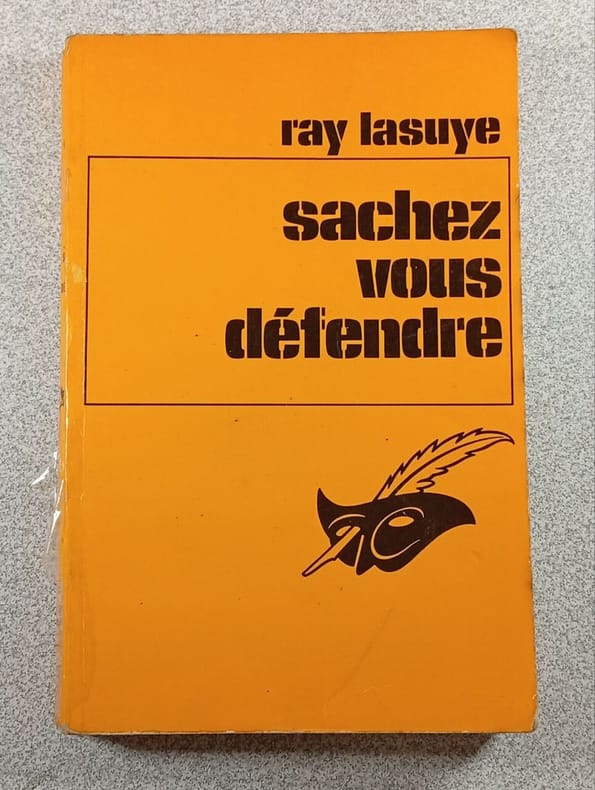 ray lasuye
sachez
vous
défendre